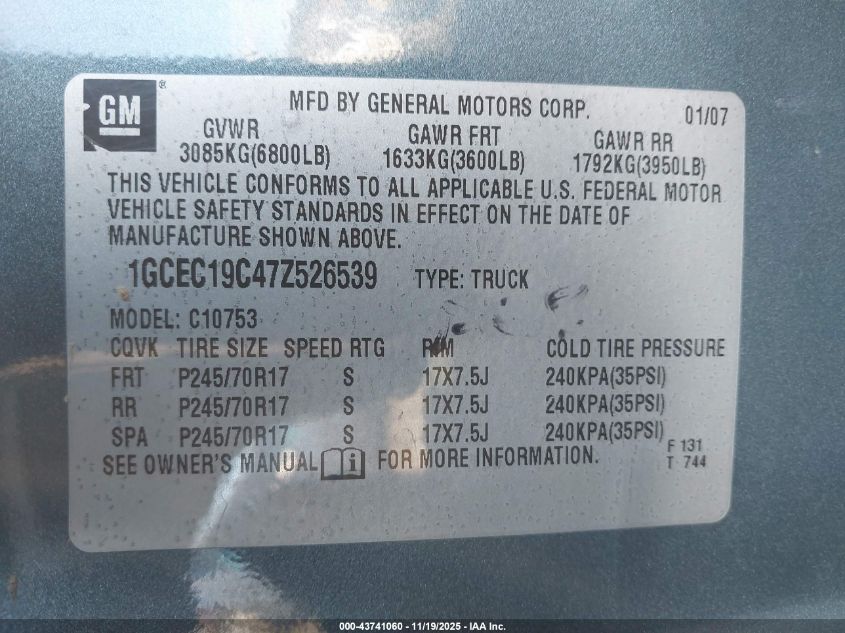 GM ®
MFD BY GENERAL MOTORS CORP. 01/07
GVWR GAWR FRT GAWR RR
3085KG(6800LB) 1633KG(3600LB) 1792KG(3950LB)
THIS VEHICLE CONFORMS TO ALL APPLICABLE U.S. FEDERAL MOTOR
VEHICLE SAFETY STANDARDS IN EFFECT ON THE DATE OF
MANUFACTURE SHOWN ABOVE.
1GCEC19C47Z526539 TYPE: TRUCK
MODEL: C10753
CQVK TIRE SIZE SPEED RTG RIM COLD TIRE PRESSURE
FRT P245/70R17 S 17X7.5J 240KPA(35PSI)
RR P245/70R17 S 17X7.5J 240KPA(35PSI)
SPA P245/70R17 S 17X7.5J 240KPA(35PSI)
SEE OWNER'S MANUAL i FOR MORE INFORMATION.
F 131
T 744
000-43741060 - 11/19/2025 - IAA Inc.